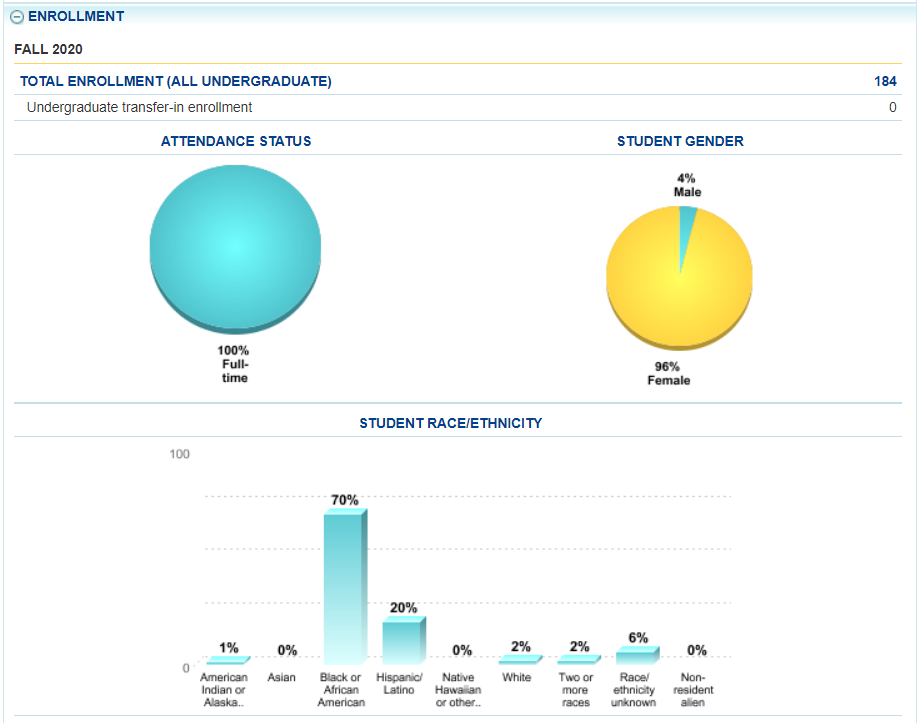 ENROLLMENT
FALL 2020
TOTAL ENROLLMENT (ALL UNDERGRADUATE) 184
Undergraduate transfer-in enrollment 0
ATTENDANCE STATUS
100%
Full-
time
STUDENT GENDER
4%
Male
96%
Female
STUDENT RACE/ETHNICITY
100
0
1%
0%
70%
20%
0%
2%
2%
6%
0%
American
Indian or
Alaska..
Asian
Black or
African
American
Hispanic/
Latino
Native
Hawaiian
or other..
White
Two or
more
races
Race/
ethnicity
unknown
Non-
resident
alien